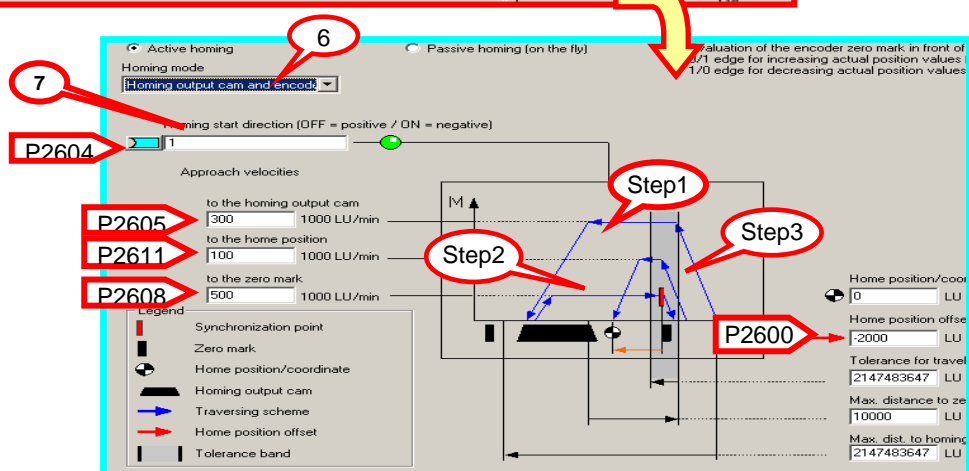 6
Active homing
Passive homing (on the fly)
valuation of the encoder zero mark in front of
0/1 edge for increasing actual position values
1/0 edge for decreasing actual position values
Homing mode
Homing output cam and encod
7
Homing start direction (OFF = positive / ON = negative)
P2604
1
Approach velocities
to the homing output cam
P2605
300
1000 LU/min
to the home position
P2611
100
1000 LU/min
to the zero mark
P2608
500
1000 LU/min
M
Step1
Step2
Step3
Home position/coor
0
LU
Home position offse
P2600
-2000
LU
Tolerance for travel
2147483647
LU
Max. distance to ze
10000
LU
Max. dist. to homing
2147483647
LU
Legend
Synchronization point
Zero mark
Home position/coordinate
Homing output cam
Traversing scheme
Home position offset
Tolerance band